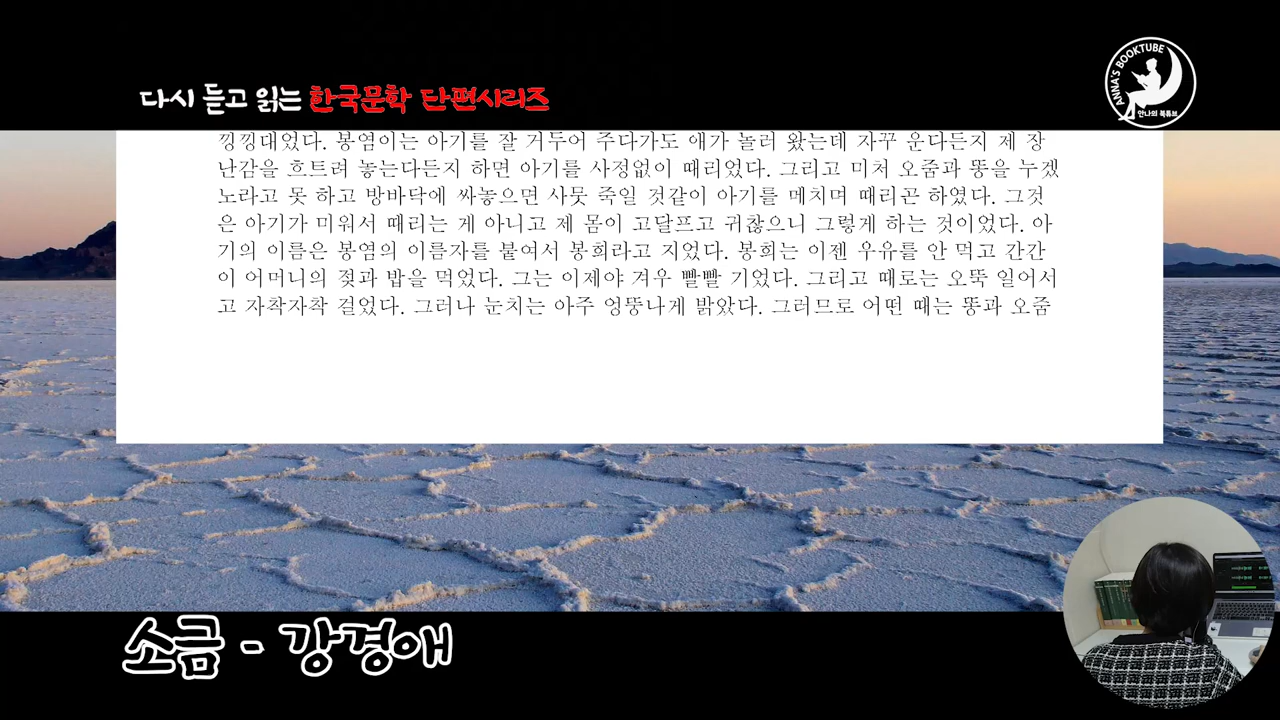 다시 듣고 읽는 한국문학 단편시리즈
ANNA'S BOOKTUBE
안나의 북튜브
낑낑대었다. 봉염이는 아기를 잘 거두어 주다가도 애가 놀러 왔는데 자꾸 운다든지 제 장
난감을 흐트려 놓는다든지 하면 아기를 사정없이 때리었다. 그리고 미처 오줌과 똥을 누겠
노라고 못 하고 방바닥에 싸놓으면 사뭇 죽일 것같이 아기를 메치며 때리곤 하였다. 그것
은 아기가 미워서 때리는 게 아니고 제 몸이 고달프고 귀찮으니 그렇게 하는 것이었다. 아
기의 이름은 봉염의 이름자를 붙여서 봉희라고 지었다. 봉희는 이젠 우유를 안 먹고 간간
이 어머니의 젖과 밥을 먹었다. 그는 이제야 겨우 빨빨 기었다. 그리고 때로는 오뚝 일어서
고 자착자착 걸었다. 그러나 눈치는 아주 엉뚱나게 밝았다. 그러므로 어떤 때는 똥과 오줌
소금 - 강경애